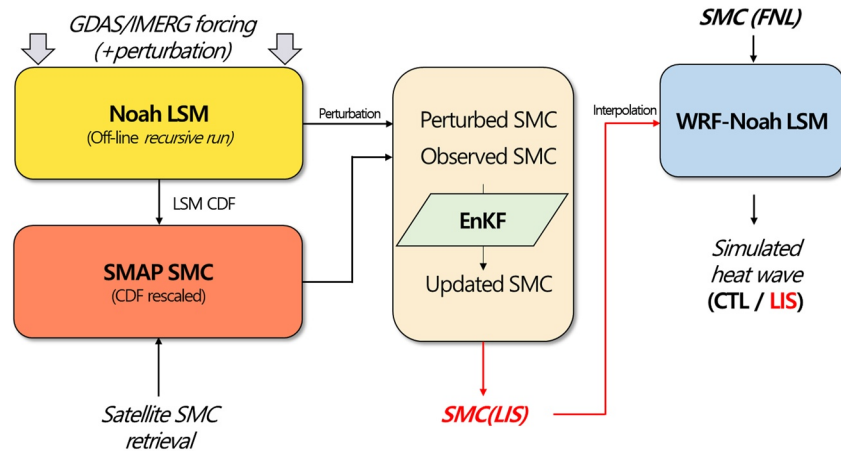 GDAS/IMERG forcing
(+perturbation)
Noah LSM
(Off-line recursive run)
LSM CDF
SMAP SMC
(CDF rescaled)
Satellite SMC
retrieval
Perturbation
Perturbed SMC
Observed SMC
EnKF
Updated SMC
SMC(LIS)
Interpolation
SMC (FNL)
WRF-Noah LSM
Simulated
heat wave
(CTL / LIS)